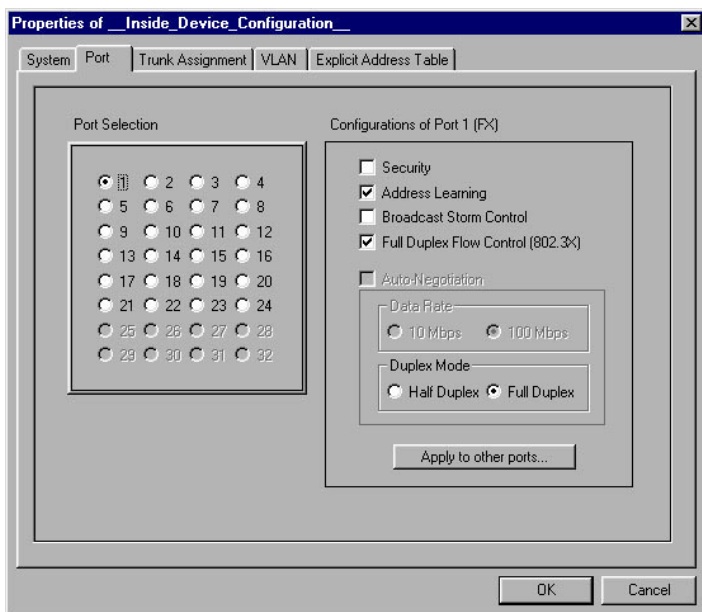 Properties of __Inside_Device_Configuration__
System Port Trunk Assignment VLAN Explicit Address Table
Port Selection
1 2 3 4
5 6 7 8
9 10 11 12
13 14 15 16
17 18 19 20
21 22 23 24
25 26 27 28
29 30 31 32
Configurations of Port 1 (FX)
Security
Address Learning
Broadcast Storm Control
Full Duplex Flow Control (802.3X)
Auto-Negotiation
Data Rate
10 Mbps 100 Mbps
Duplex Mode
Half Duplex Full Duplex
Apply to other ports...
OK Cancel